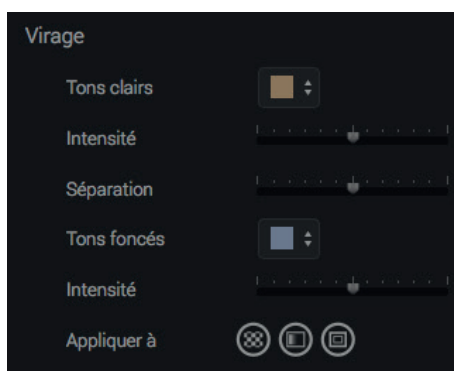 Virage
Tons clairs
Intensité
Séparation
Tons foncés
Intensité
Appliquer à